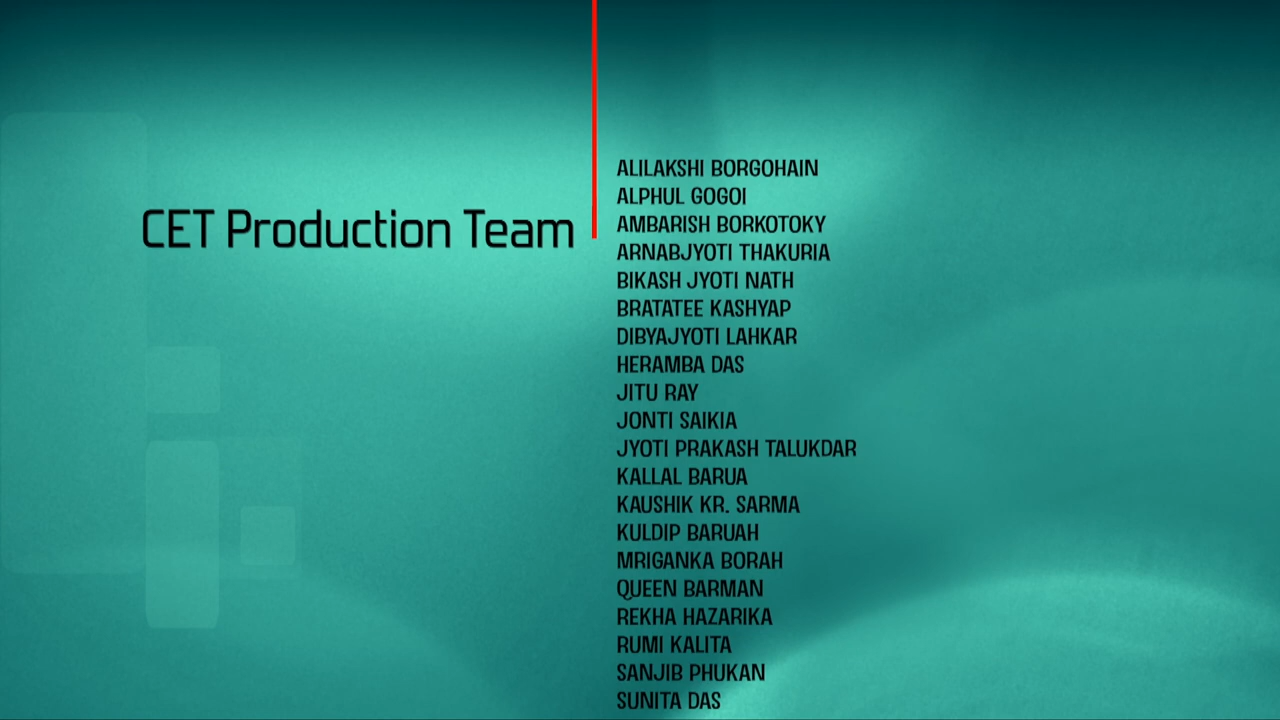 CET Production Team
ALILAKSHI BORGOHAIN
ALPHUL GOGOI
AMBARISH BORKOTOKY
ARNABJYOTI THAKURIA
BIKASH JYOTI NATH
BRATATEE KASHYAP
DIBYAJYOTI LAHKAR
HERAMBA DAS
JITU RAY
JONTI SAIKIA
JYOTI PRAKASH TALUKDAR
KALLAL BARUA
KAUSHIK KR. SARMA
KULDIP BARUAH
MRIGANKA BORAH
QUEEN BARMAN
REKHA HAZARIKA
RUMI KALITA
SANJIB PHUKAN
SUNITA DAS